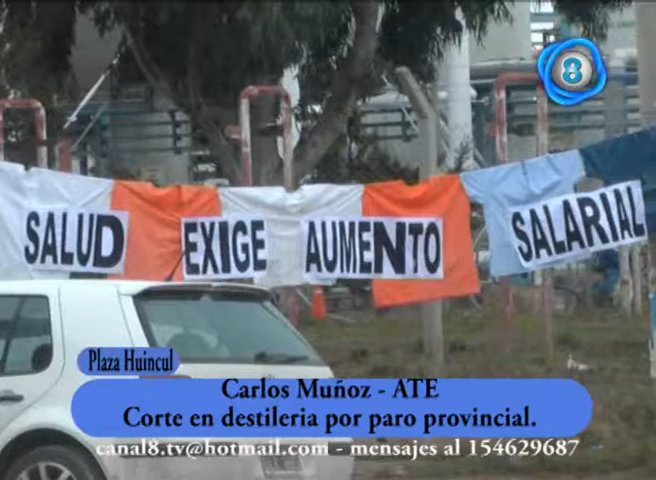 8
SALUD EXIGE AUMENTO SALARIAL
Plaza Huincul
Carlos Muñoz - ATE
Corte en destileria por paro provincial.
canal8.tv@hotmail.com - mensajes al 154629687